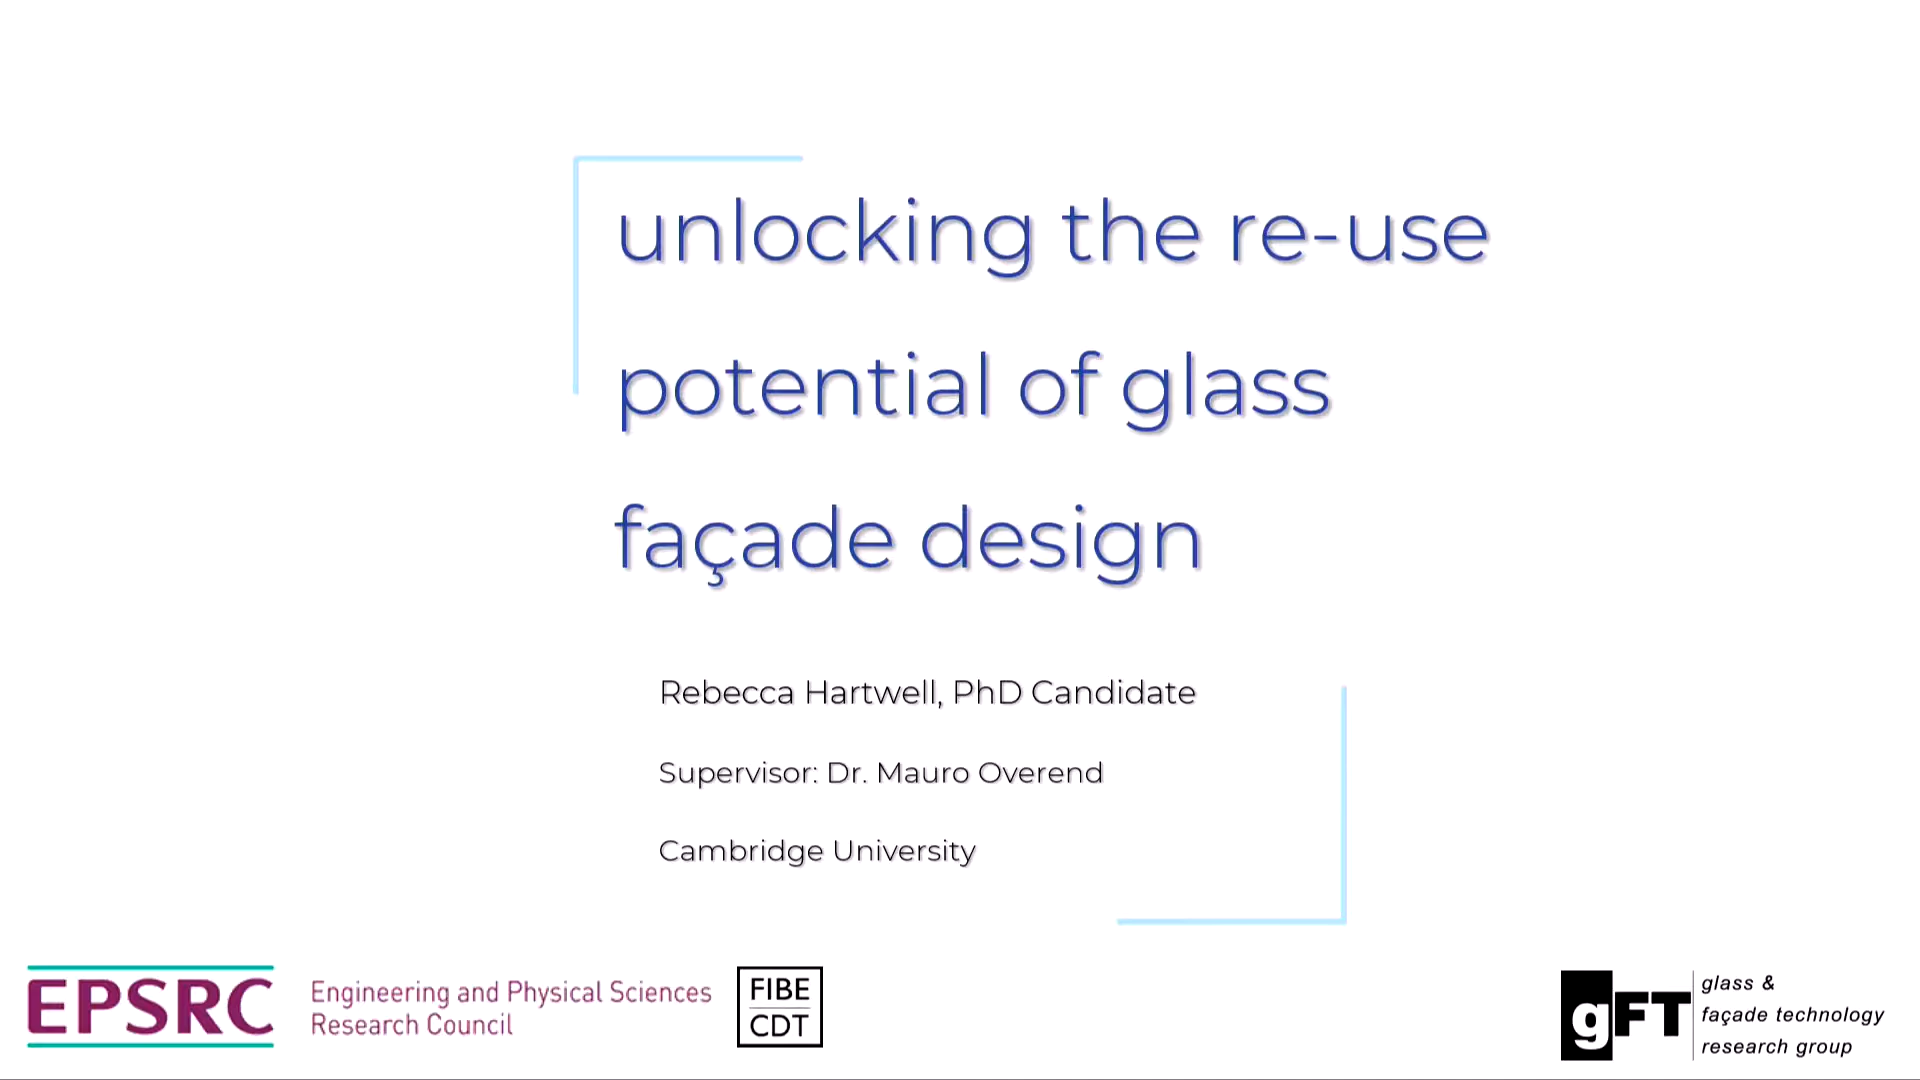 unlocking the re-use
potential of glass
façade design
Rebecca Hartwell, PhD Candidate
Supervisor: Dr. Mauro Overend
Cambridge University
EPSRC
Engineering and Physical Sciences
Research Council
FIBE
CDT
gFT
glass &
façade technology
research group